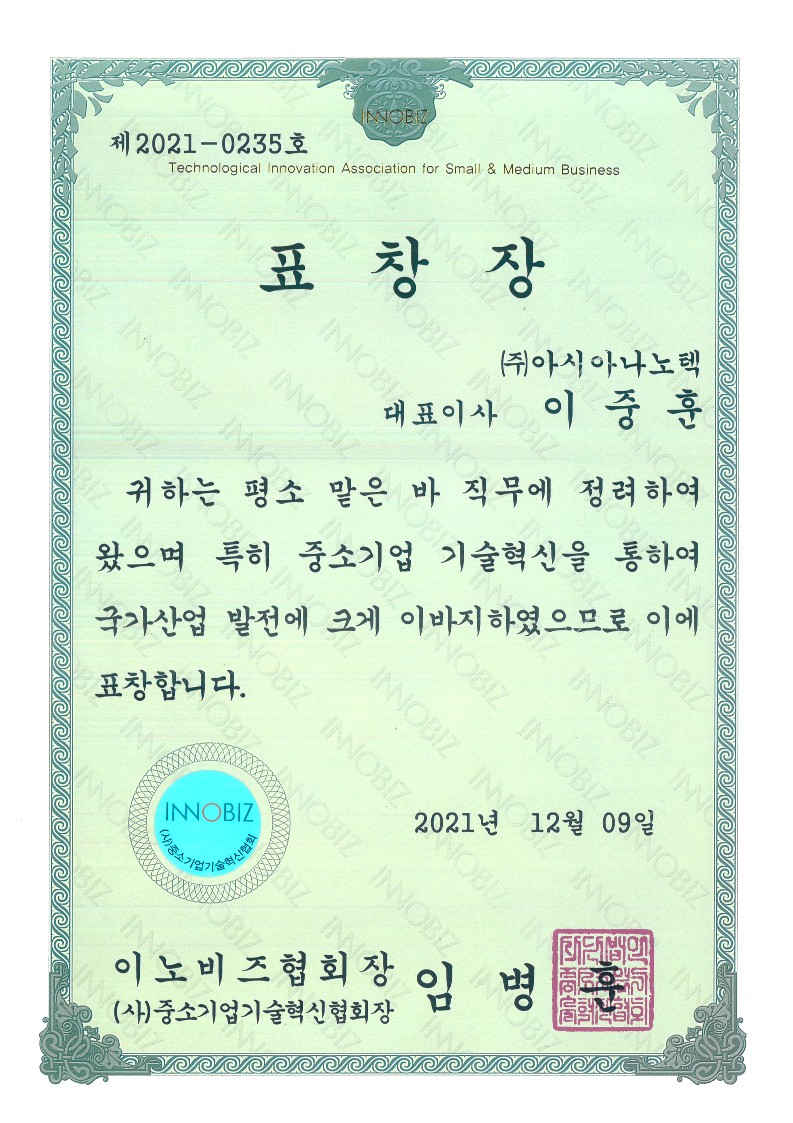 INNOBIZ
제2021-0235호
Technological Innovation Association for Small & Medium Business
표 창 장
(주)아시아나노텍
대표이사 이 중 훈
귀하는 평소 맡은 바 직무에 정려하여
왔으며 특히 중소기업 기술혁신을 통하여
국가산업 발전에 크게 이바지하였으므로 이에
표창합니다.
INNOBIZ
(사)중소기업기술혁신협회
2021년 12월 09일
이노비즈협회장
(사)중소기업기술혁신협회장 임 병 훈